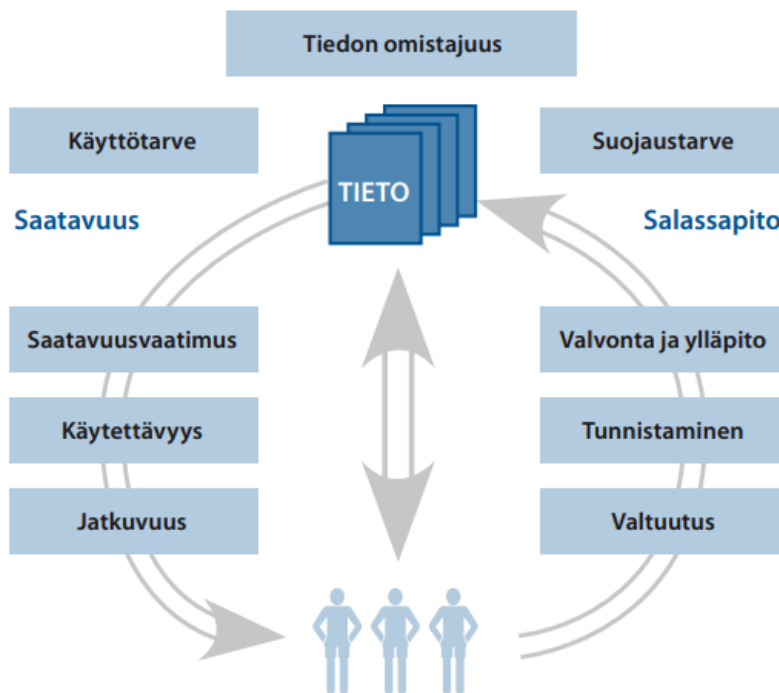 Tiedon omistajuus
Käyttötarve
Suojaustarve
TIETO
Saatavuus
Salassapito
Saatavuusvaatimus
Valvonta ja ylläpito
Käytettävyys
Tunnistaminen
Jatkuvuus
Valtuutus